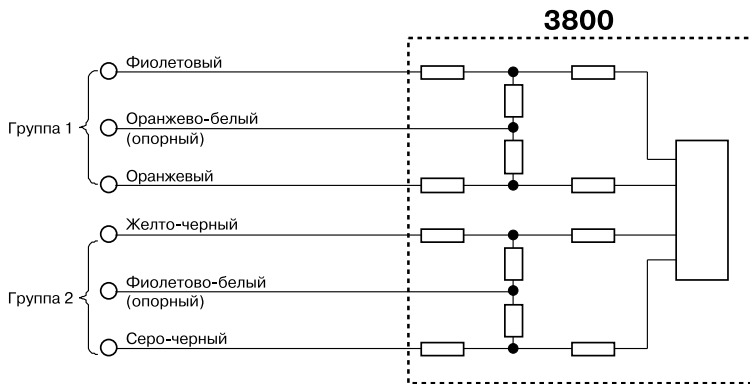 3800
Фиолетовый
Оранжево-белый
(опорный)
Группа 1
Оранжевый
Желто-черный
Фиолетово-белый
(опорный)
Группа 2
Серо-черный